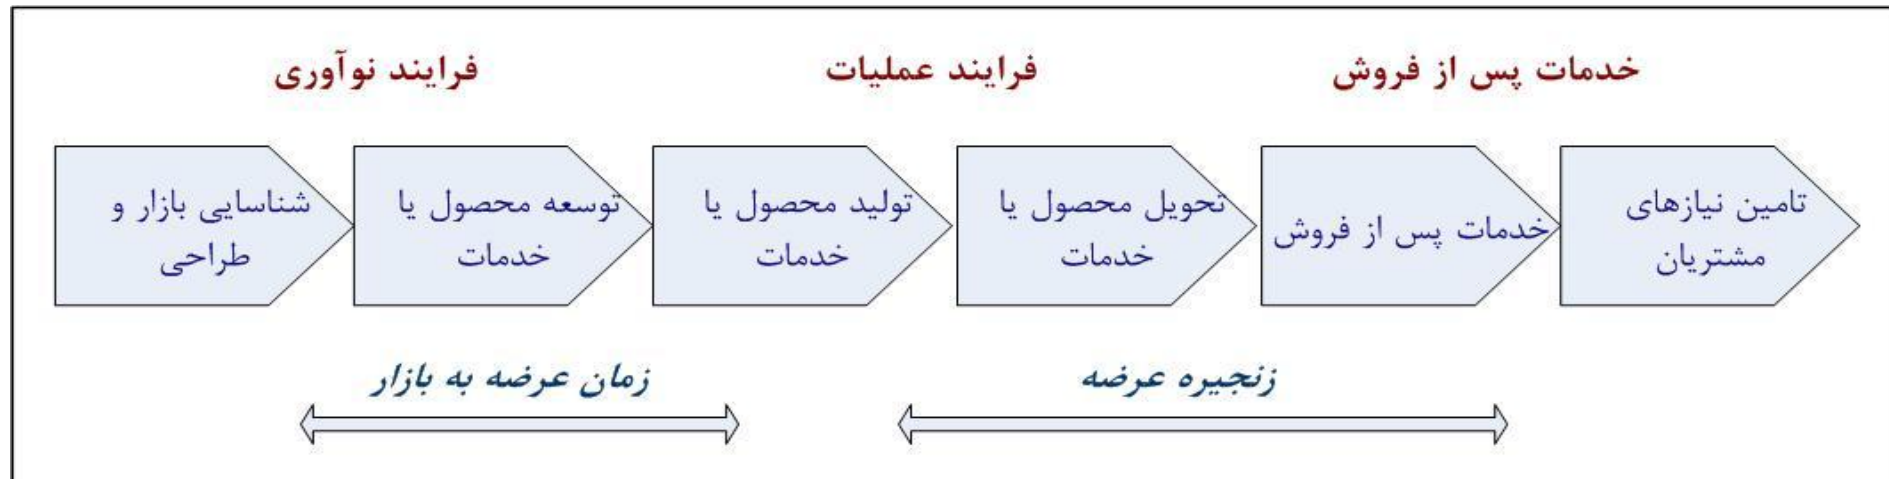 فرایند نوآوری
فرایند عملیات
خدمات پس از فروش
شناسایی بازار و
طراحی
توسعه محصول یا
خدمات
تولید محصول یا
خدمات
تحویل محصول یا
خدمات
خدمات پس از فروش
تامین نیازهای
مشتریان
زمان عرضه به بازار
زنجیره عرضه